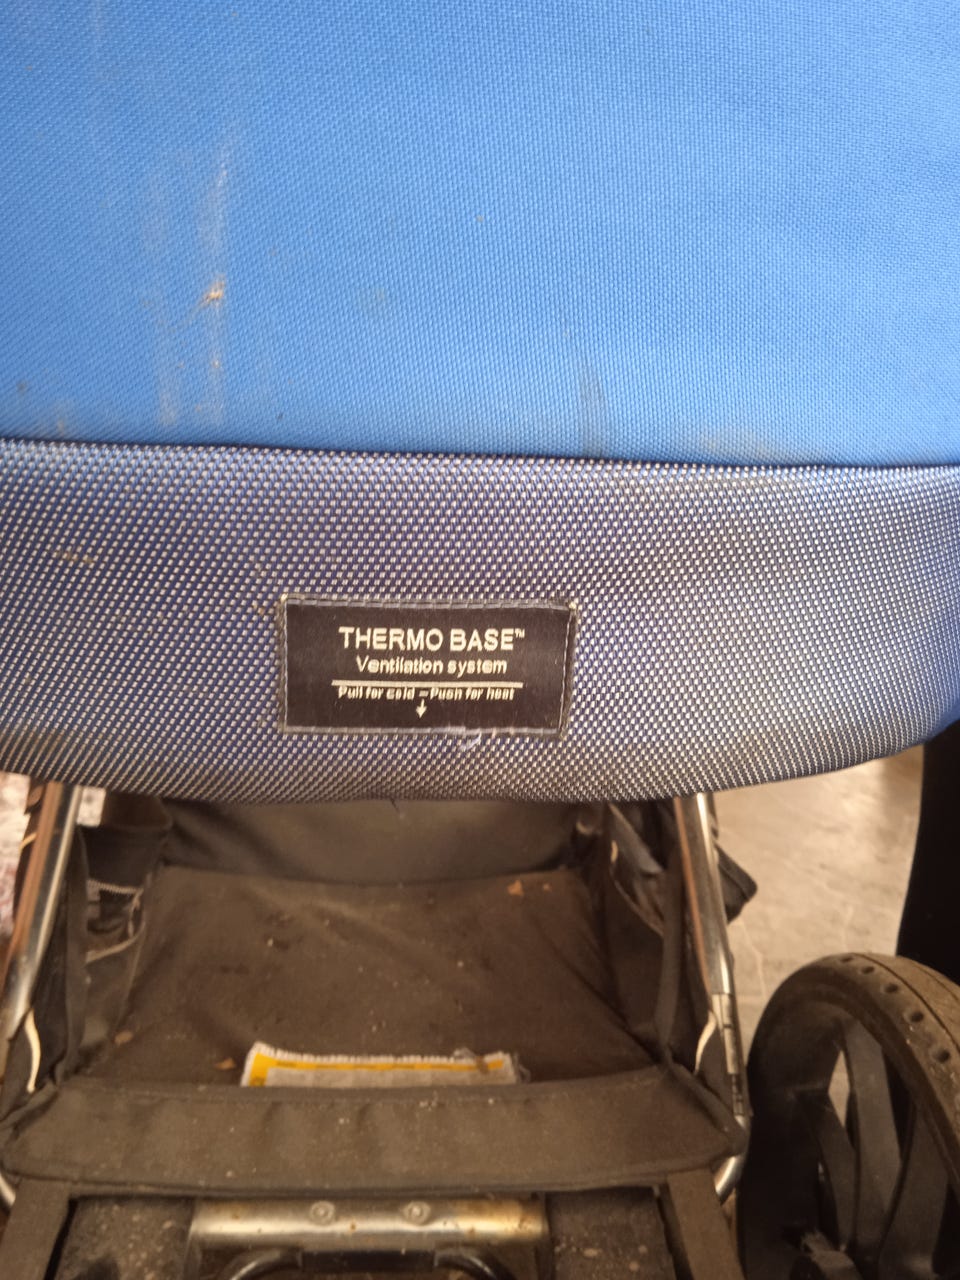 THERMO BASE™
Ventilation system
Pull for cold - Push for heat